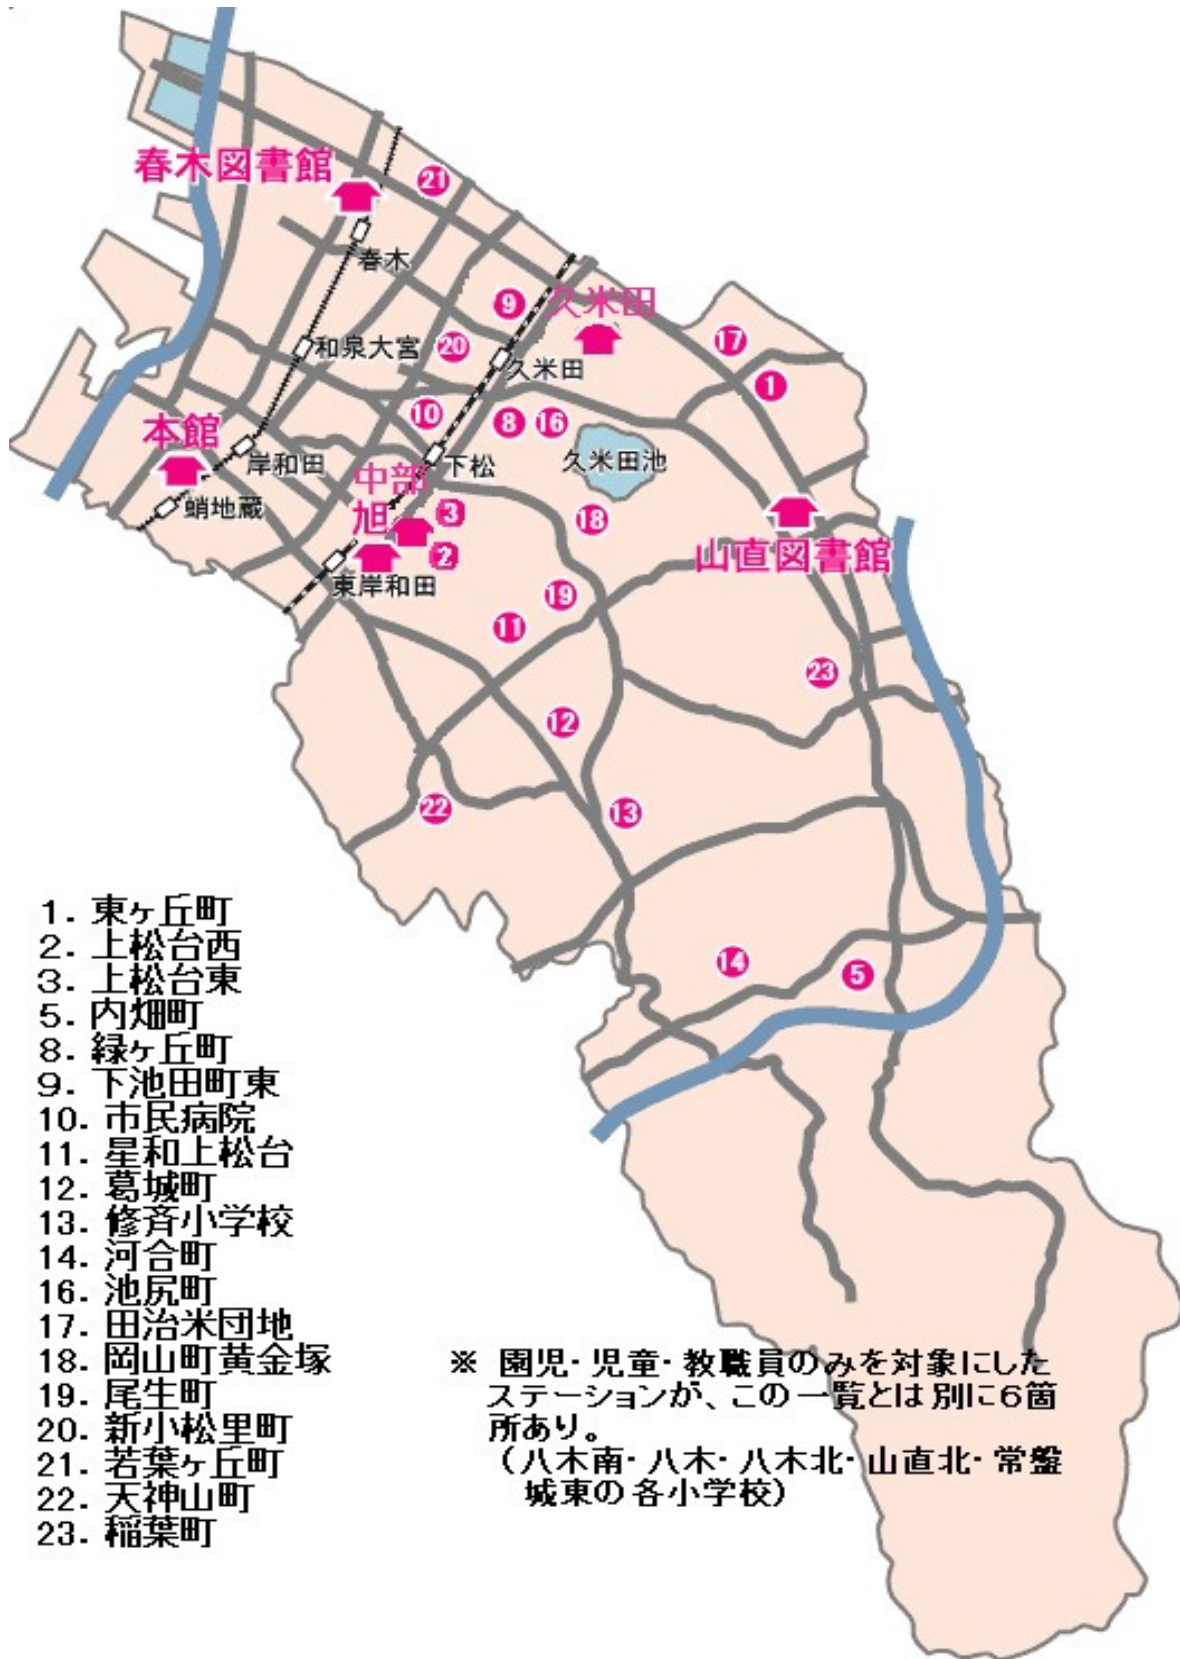 春木図書館
21
春木
9
久米田
17
和泉大宮
20
久米田
1
10
8
16
本館
岸和田
下松
久米田池
中部
蛸地蔵
旭
3
18
2
山直図書館
東岸和田
19
11
23
12
22
13
14
5
1. 東ヶ丘町
2. 上松台西
3. 上松台東
5. 内畑町
8. 緑ヶ丘町
9. 下池田町東
10. 市民病院
11. 星和上松台
12. 葛城町
13. 修斉小学校
14. 河合町
16. 池尻町
17. 田治米団地
18. 岡山町黄金塚
19. 尾生町
20. 新小松里町
21. 若葉ヶ丘町
22. 天神山町
23. 稲葉町
※ 園児・児童・教職員のみを対象にした
ステーションが、この一覧とは別に6箇
所あり。
（八木南・八木・八木北・山直北・常盤
城東の各小学校）